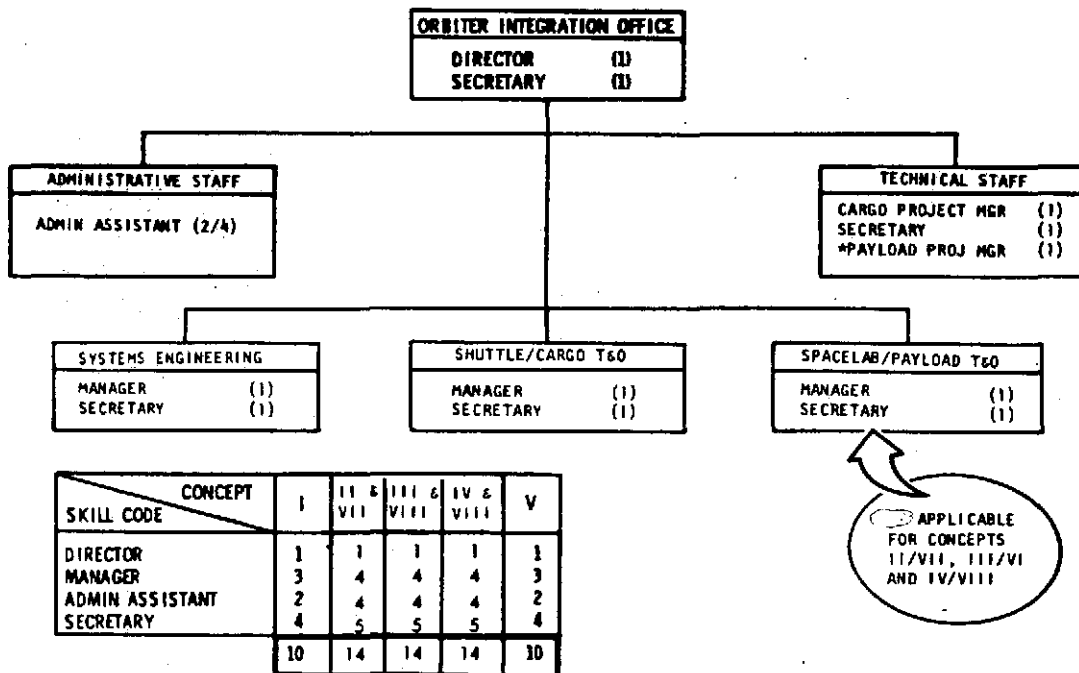 ORBITER INTEGRATION OFFICE
DIRECTOR (1)
SECRETARY (1)
ADMINISTRATIVE STAFF
ADMIN ASSISTANT (2/4)
TECHNICAL STAFF
CARGO PROJECT MGR (1)
SECRETARY (1)
*PAYLOAD PROJ MGR (1)
SYSTEMS ENGINEERING
MANAGER (1)
SECRETARY (1)
SHUTTLE/CARGO T&O
MANAGER (1)
SECRETARY (1)
SPACELAB/PAYLOAD T&O
MANAGER (1)
SECRETARY (1)
APPLICABLE
FOR CONCEPTS
II/VII, III/VI
AND IV/VIII
CONCEPT
SKILL CODE
I II & VII III & VIII IV & VIII V
DIRECTOR 1 1 1 1 1
MANAGER 3 4 4 4 3
ADMIN ASSISTANT 2 4 4 4 2
SECRETARY 4 5 5 5 4
10 14 14 14 10